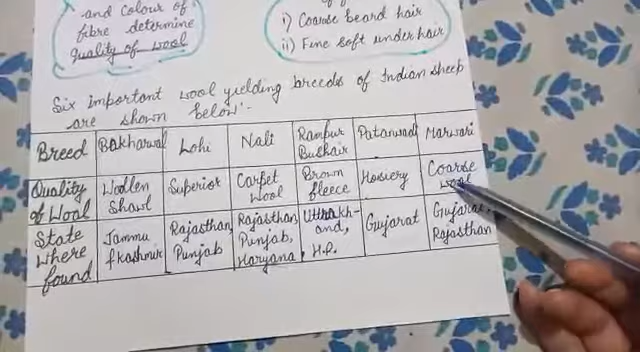 and colour of
fibre determine
quality of wool
i) Coarse beard hair
ii) Fine soft under hair
Six important wool yielding breeds of Indian sheep
are shown below.
Breed Bakharwal Lohi Nali Rampur Bushair Patanwadi Marwari
Quality of Wool Woollen Shawl Superior Carpet wool Brown fleece Hosiery Coarse wool
State where found Jammu & Kashmir Rajasthan, Punjab Rajasthan, Punjab, Haryana Uttrakhand, H.P. Gujarat Gujarat, Rajasthan